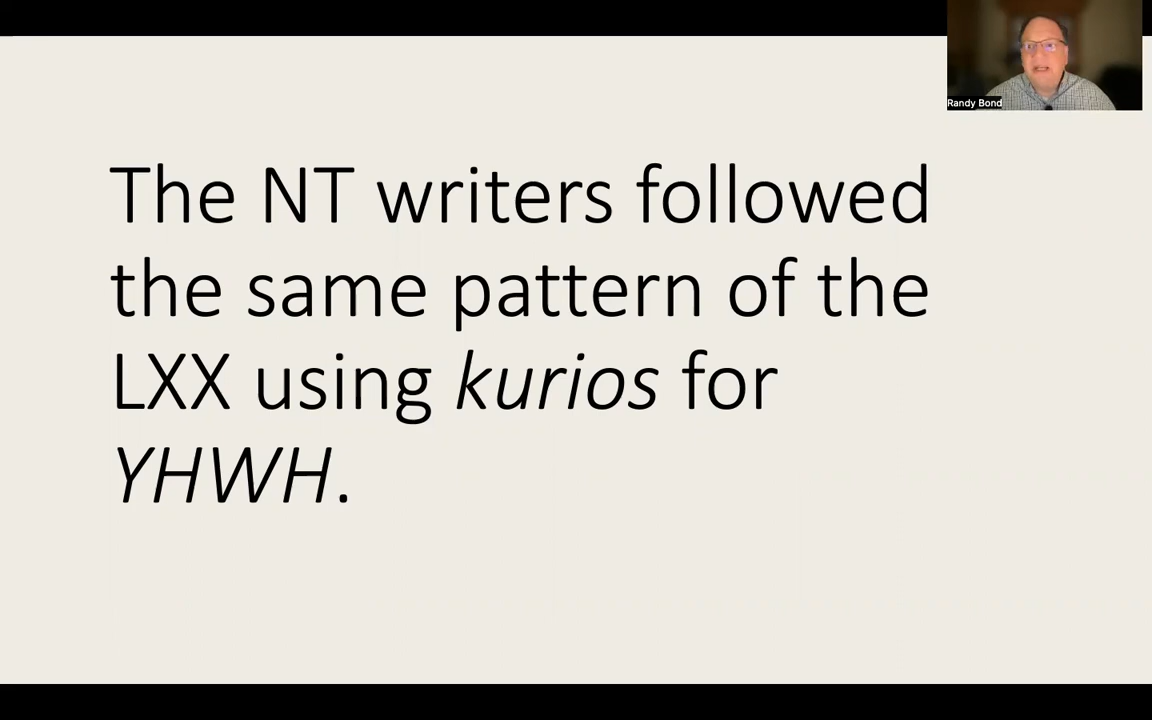 Randy Bond
The NT writers followed
the same pattern of the
LXX using kurios for
YHWH.